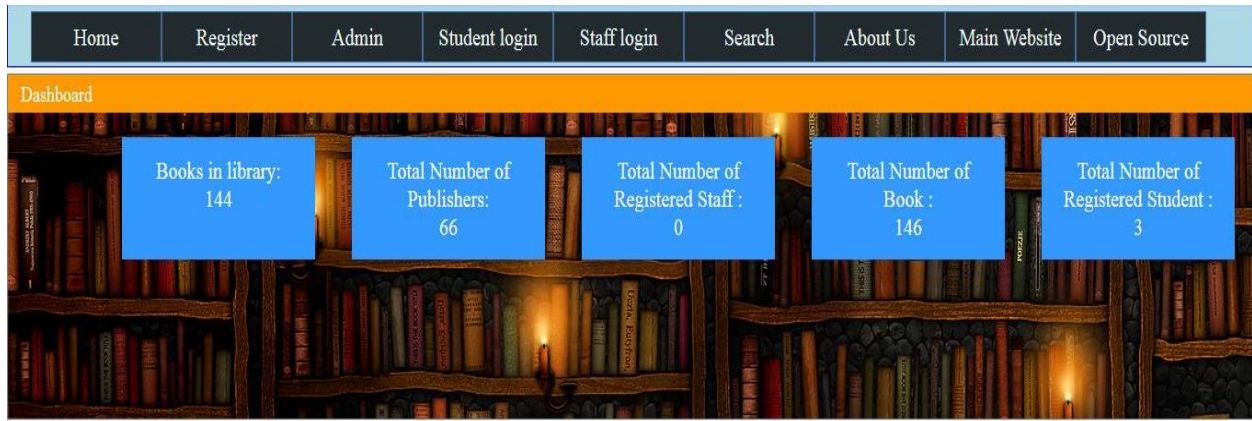 Home Register Admin Student login Staff login Search About Us Main Website Open Source
Dashboard
Books in library:
144
Total Number of
Publishers:
66
Total Number of
Registered Staff :
0
Total Number of
Book :
146
Total Number of
Registered Student :
3
POEZIE